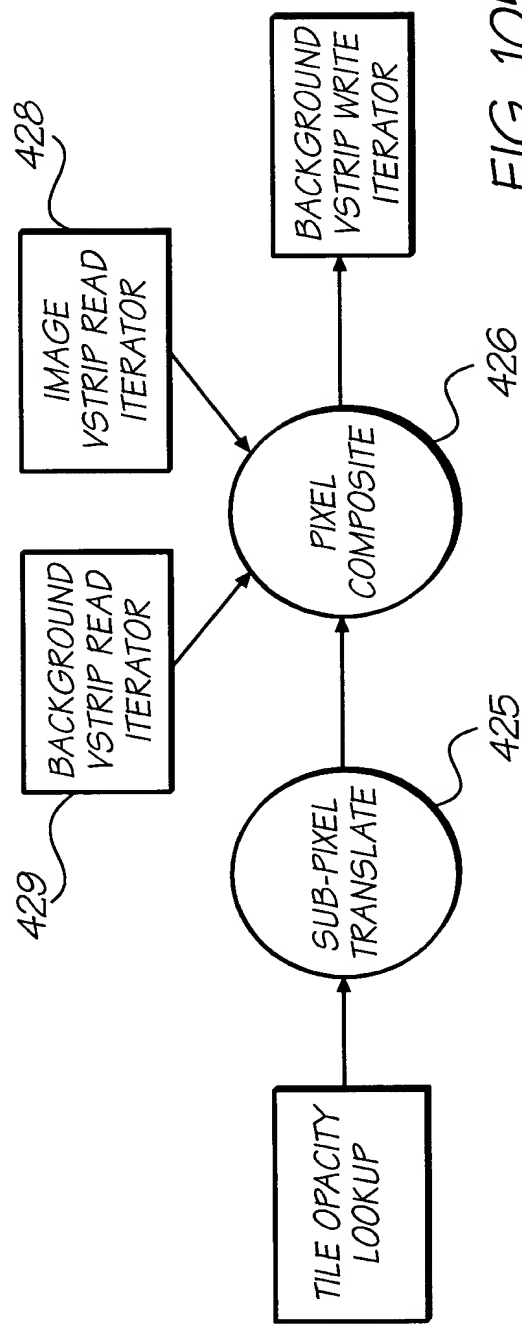 428
IMAGE
VSTRIP READ
ITERATOR
BACKGROUND
VSTRIP READ
ITERATOR
429
BACKGROUND
VSTRIP WRITE
ITERATOR
PIXEL
COMPOSITE
426
SUB-PIXEL
TRANSLATE
425
TILE OPACITY
LOOKUP
FIG.